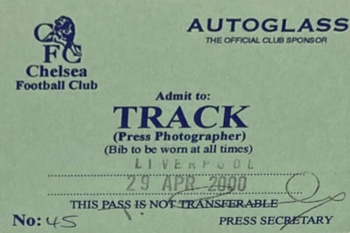 CFC
Chelsea
Football Club
AUTOGLASS
THE OFFICIAL CLUB SPONSOR
Admit to:
TRACK
(Press Photographer)
(Bib to be worn at all times)
LIVERPOOL
29 APR 2000
THIS PASS IS NOT TRANSFERABLE
No: 45
PRESS SECRETARY